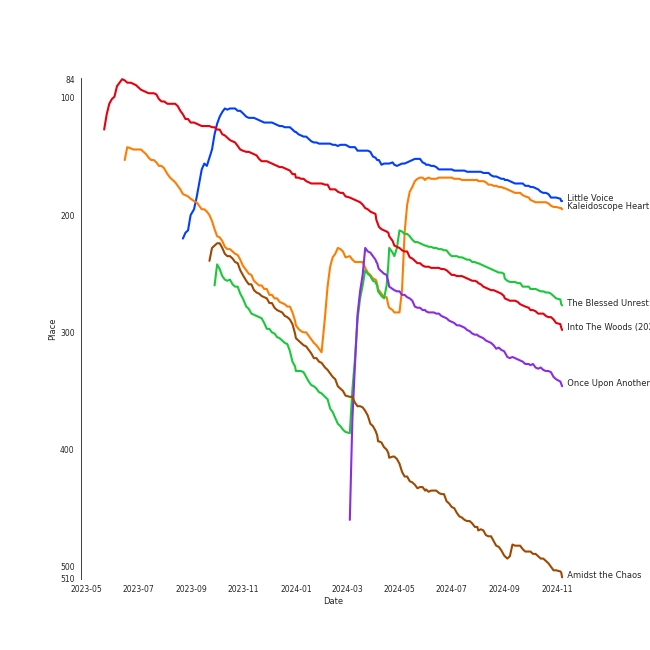 84
100
200
300
400
500
510
Place
2023-05 2023-07 2023-09 2023-11 2024-01 2024-03 2024-05 2024-07 2024-09 2024-11
Date
Little Voice
Kaleidoscope Heart
The Blessed Unrest
Into The Woods (202
Once Upon Another
Amidst the Chaos